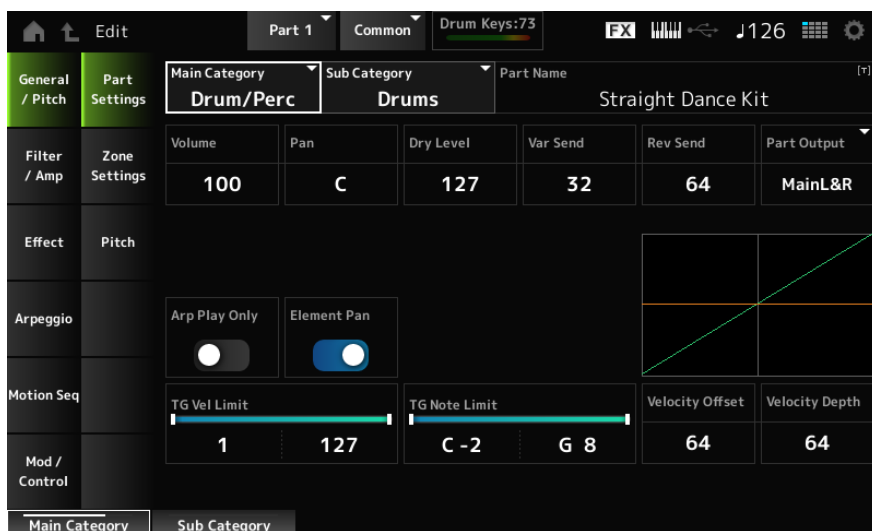 Edit
Part 1
Common
Drum Keys:73
FX
♩126
General / Pitch
Part Settings
Main Category
Drum/Perc
Sub Category
Drums
Part Name
[T]
Straight Dance Kit
Filter / Amp
Zone Settings
Volume
100
Pan
C
Dry Level
127
Var Send
32
Rev Send
64
Part Output
MainL&R
Effect
Pitch
Arpeggio
Arp Play Only
Element Pan
Motion Seq
TG Vel Limit
1
127
TG Note Limit
C -2
G 8
Velocity Offset
64
Velocity Depth
64
Mod / Control
Main Category
Sub Category